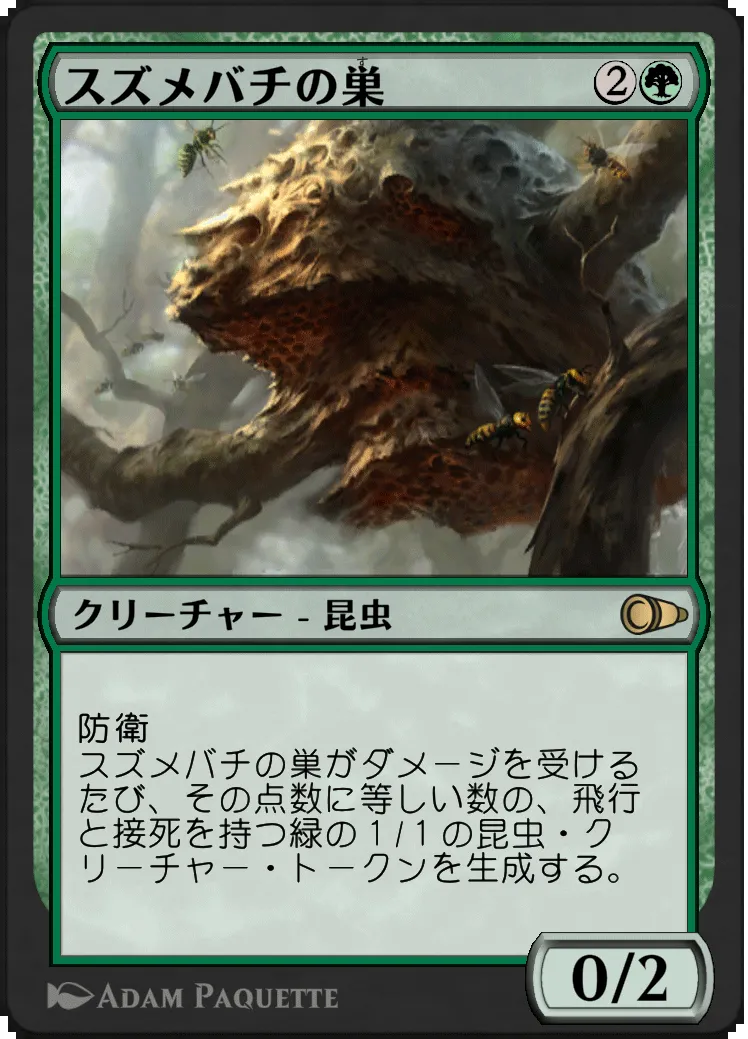 スズメバチの巣
す
2
クリーチャー - 昆虫
防衛
スズメバチの巣がダメージを受ける
たび、その点数に等しい数の、飛行
と接死を持つ緑の1/1の昆虫・ク
リーチャー・トークンを生成する。
0/2
ADAM PAQUETTE